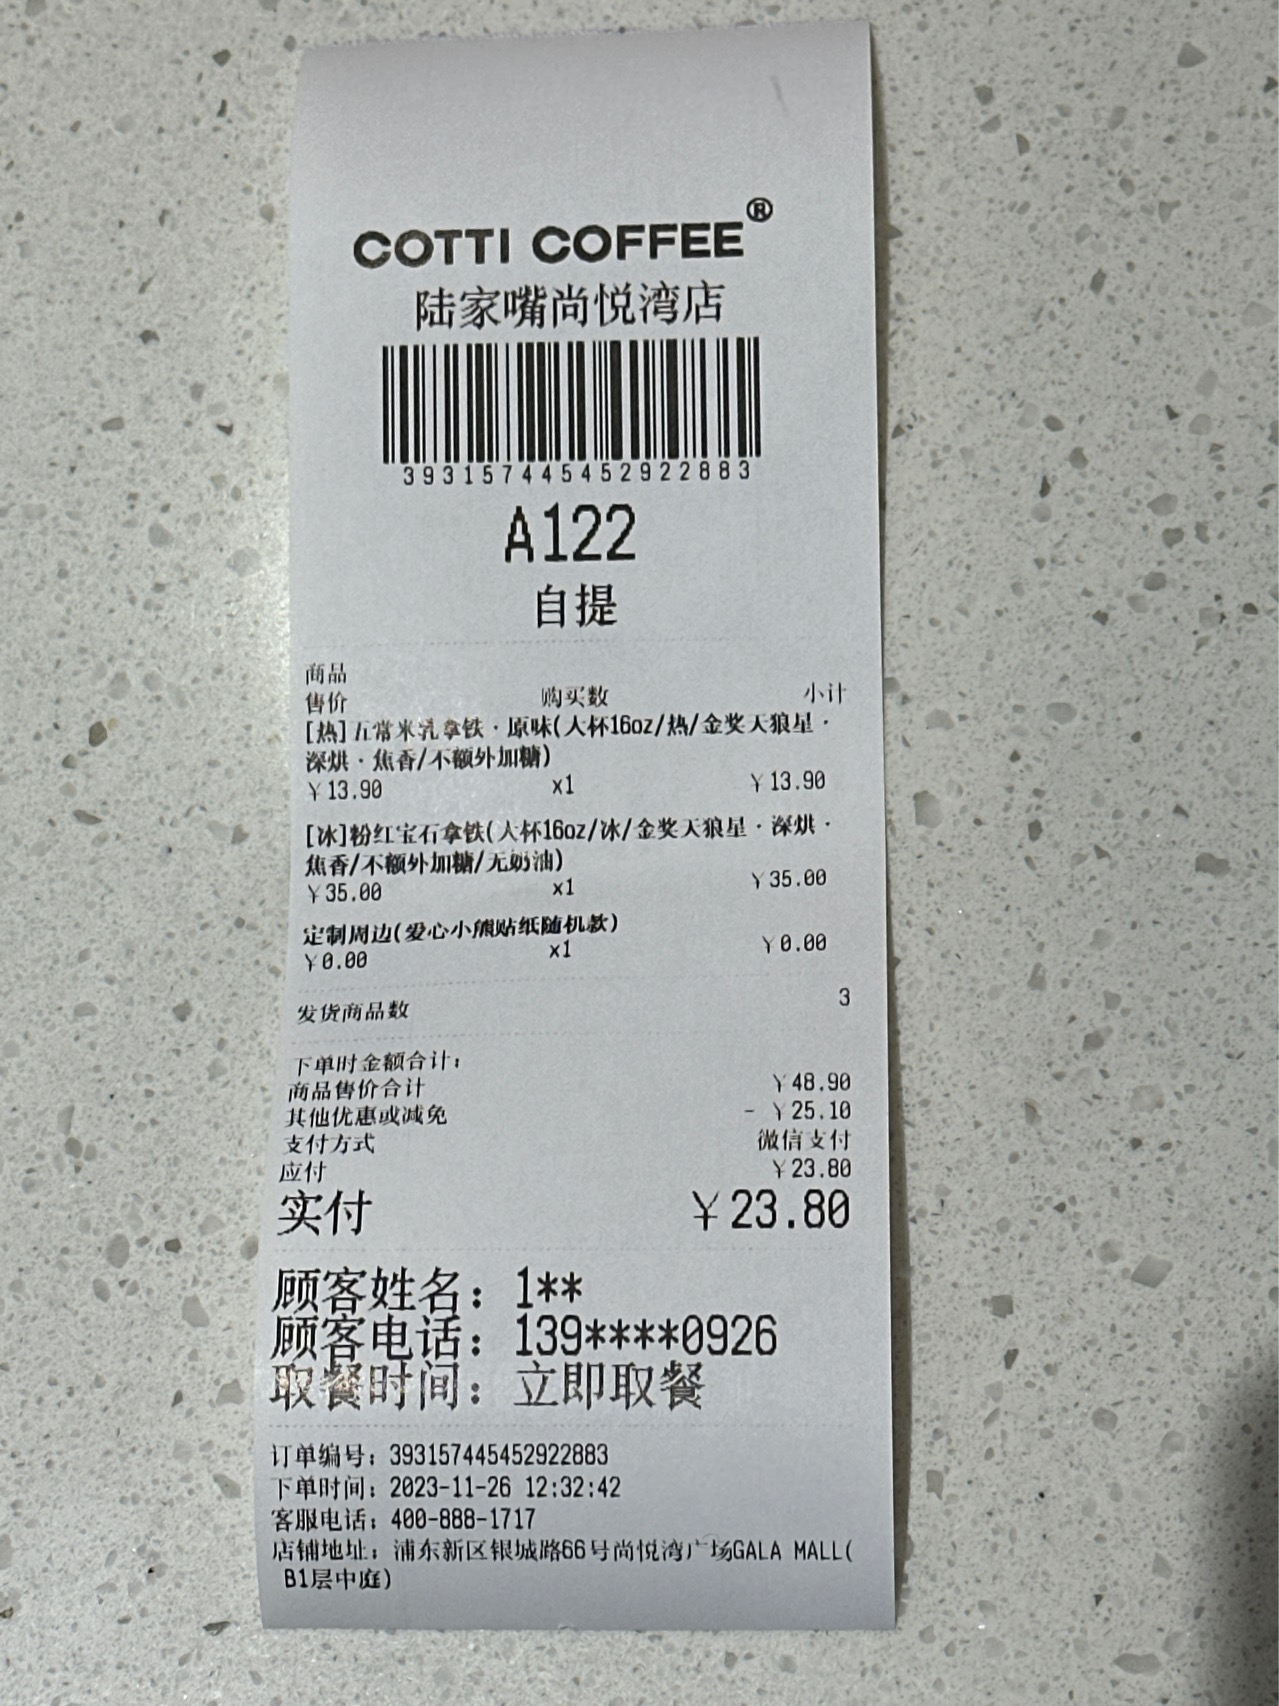 COTTI COFFEE®
陆家嘴尚悦湾店
393157445452922883
A122
自提
商品
售价 购买数 小计
[热]五常米乳拿铁·原味(大杯16oz/热/金奖天狼星·
深烘·焦香/不额外加糖)
¥13.90 x1 ¥13.90
[冰]粉红宝石拿铁(大杯16oz/冰/金奖天狼星·深烘·
焦香/不额外加糖/无奶油)
¥35.00 x1 ¥35.00
定制周边(爱心小熊贴纸随机款)
¥0.00 x1 ¥0.00
发货商品数 3
下单时金额合计:
商品售价合计 ¥48.90
其他优惠或减免 - ¥25.10
支付方式 微信支付
应付 ¥23.80
实付 ¥23.80
顾客姓名: 1**
顾客电话: 139****0926
取餐时间: 立即取餐
订单编号: 393157445452922883
下单时间: 2023-11-26 12:32:42
客服电话: 400-888-1717
店铺地址: 浦东新区银城路66号尚悦湾广场GALA MALL(
B1层中庭)